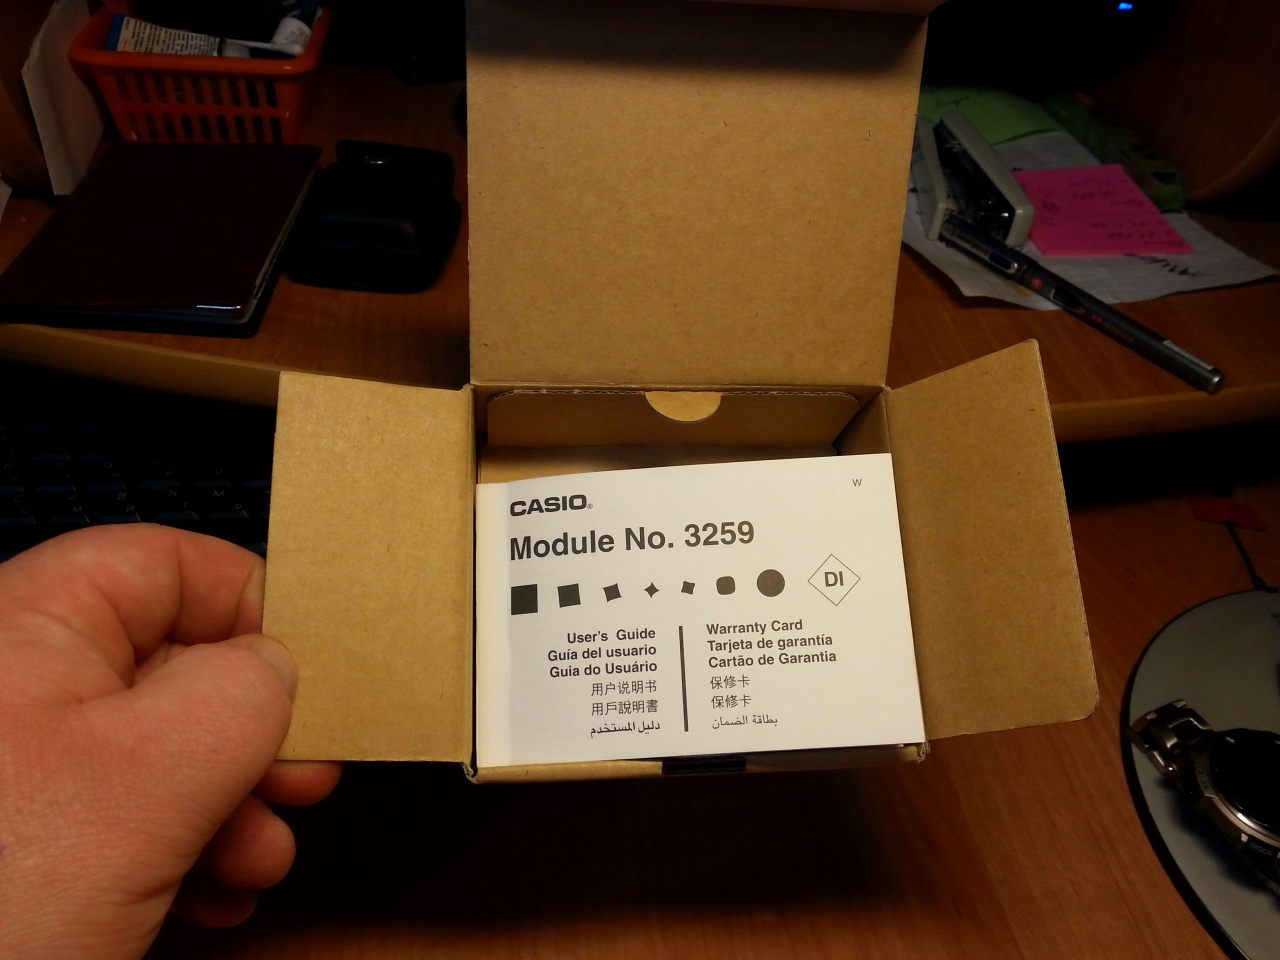 CASIO®
W
Module No. 3259
DI
User's Guide
Guía del usuario
Guia do Usuário
用户说明书
用戶說明書
دليل المستخدم
Warranty Card
Tarjeta de garantía
Cartão de Garantia
保修卡
保修卡
بطاقة الضمان